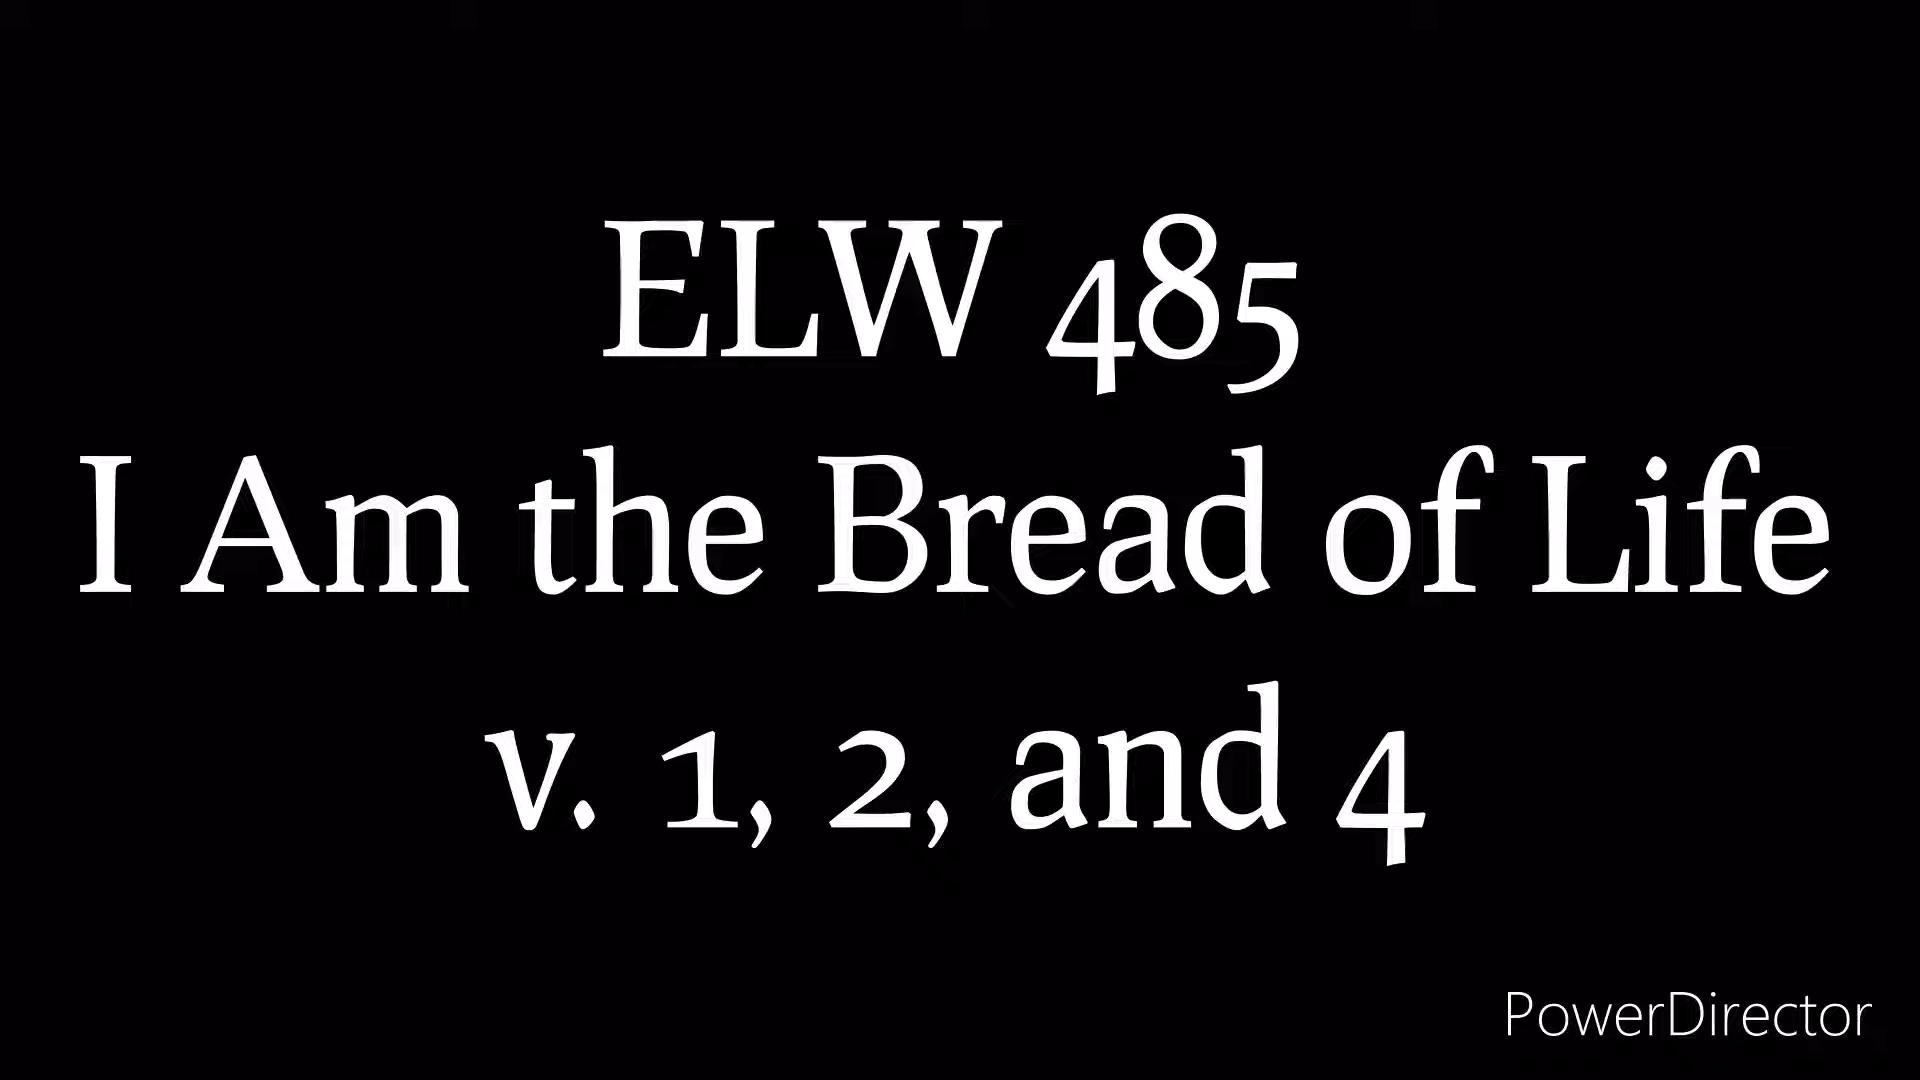 ELW 485
I Am the Bread of Life
v. 1, 2, and 4
PowerDirector